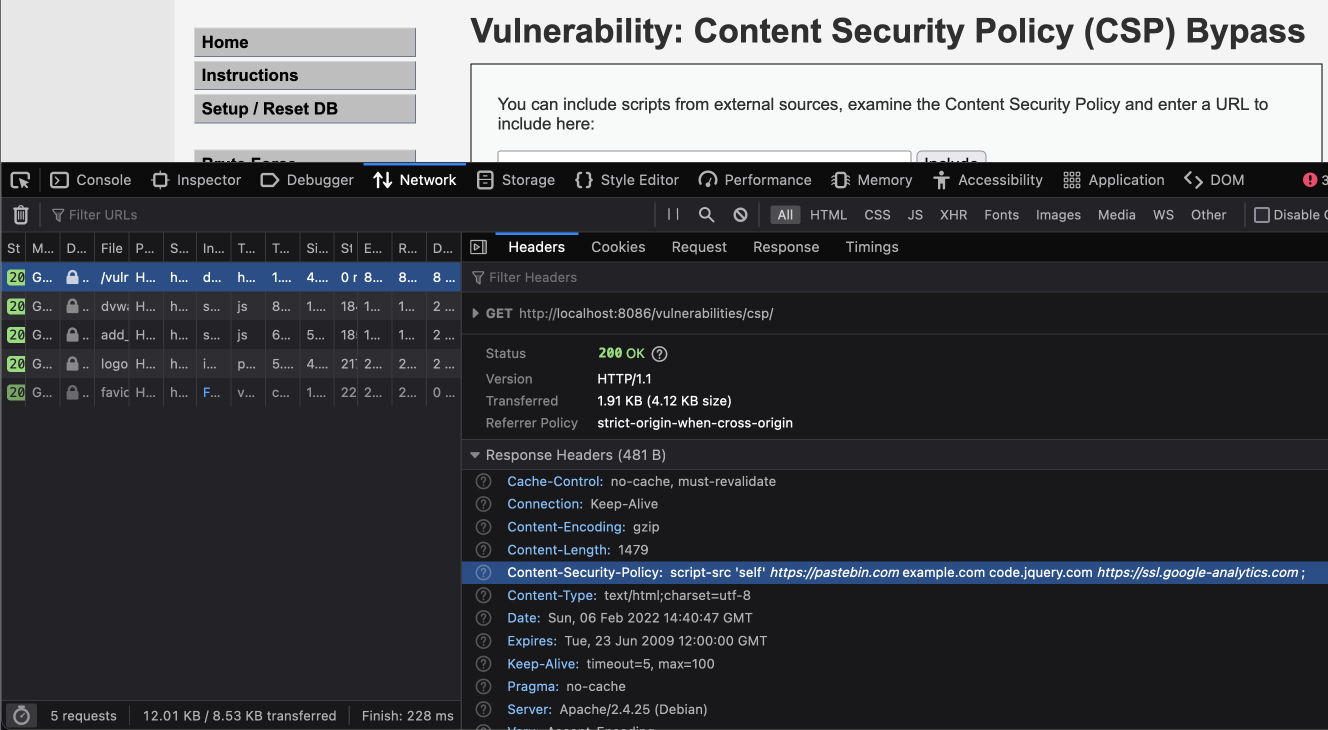 Vulnerability: Content Security Policy (CSP) Bypass
Home
Instructions
Setup / Reset DB
Brute Force
You can include scripts from external sources, examine the Content Security Policy and enter a URL to
include here:
Include
Console Inspector Debugger Network Storage Style Editor Performance Memory Accessibility Application DOM 3
Filter URLs All HTML CSS JS XHR Fonts Images Media WS Other Disable
St M... D... File P... S... In... T... T... Si... St E... R... D...
20 G... .. /vulr H... h... d... h... 1.... 4.... 0 r 8... 8... 8 ...
20 G... .. dvwa H... h... s... js 8... 1.... 184 1... 1... 2 ...
20 G... .. add_ H... h... s... js 6... 5... 185 1... 1... 2 ...
20 G... .. logo H... h... i... p... 5.... 4.... 217 2... 2... 2 ...
20 G... .. favic H... h... F... v... c... 1.... 22 2... 2... 0 ...
Headers Cookies Request Response Timings
Filter Headers
GET http://localhost:8086/vulnerabilities/csp/
Status 200 OK
Version HTTP/1.1
Transferred 1.91 KB (4.12 KB size)
Referrer Policy strict-origin-when-cross-origin
Response Headers (481 B)
Cache-Control: no-cache, must-revalidate
Connection: Keep-Alive
Content-Encoding: gzip
Content-Length: 1479
Content-Security-Policy: script-src 'self' https://pastebin.com example.com code.jquery.com https://ssl.google-analytics.com ;
Content-Type: text/html;charset=utf-8
Date: Sun, 06 Feb 2022 14:40:47 GMT
Expires: Tue, 23 Jun 2009 12:00:00 GMT
Keep-Alive: timeout=5, max=100
Pragma: no-cache
Server: Apache/2.4.25 (Debian)
Vary: Accept-Encoding
5 requests 12.01 KB / 8.53 KB transferred Finish: 228 ms